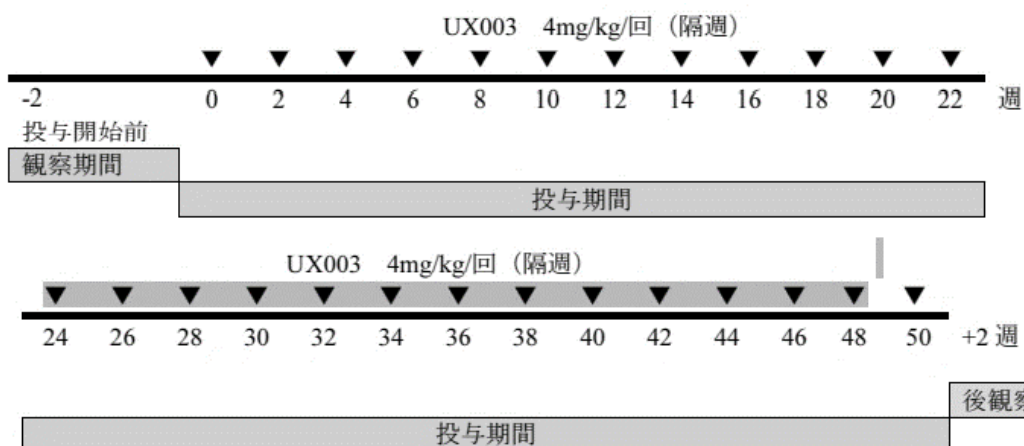 UX003 4mg/kg/回（隔週）
-2 0 2 4 6 8 10 12 14 16 18 20 22 週
投与開始前
観察期間
投与期間
UX003 4mg/kg/回（隔週）
24 26 28 30 32 34 36 38 40 42 44 46 48 50 +2 週
後観察
投与期間